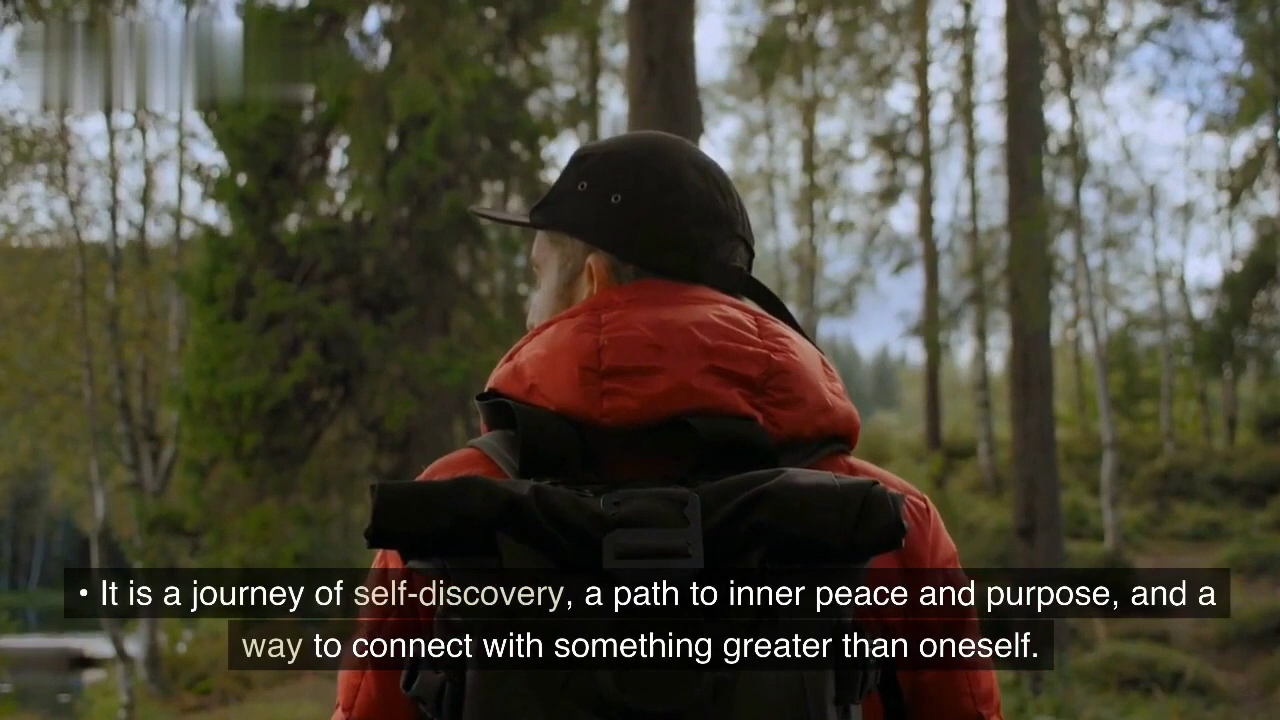 • It is a journey of self-discovery, a path to inner peace and purpose, and a
way to connect with something greater than oneself.